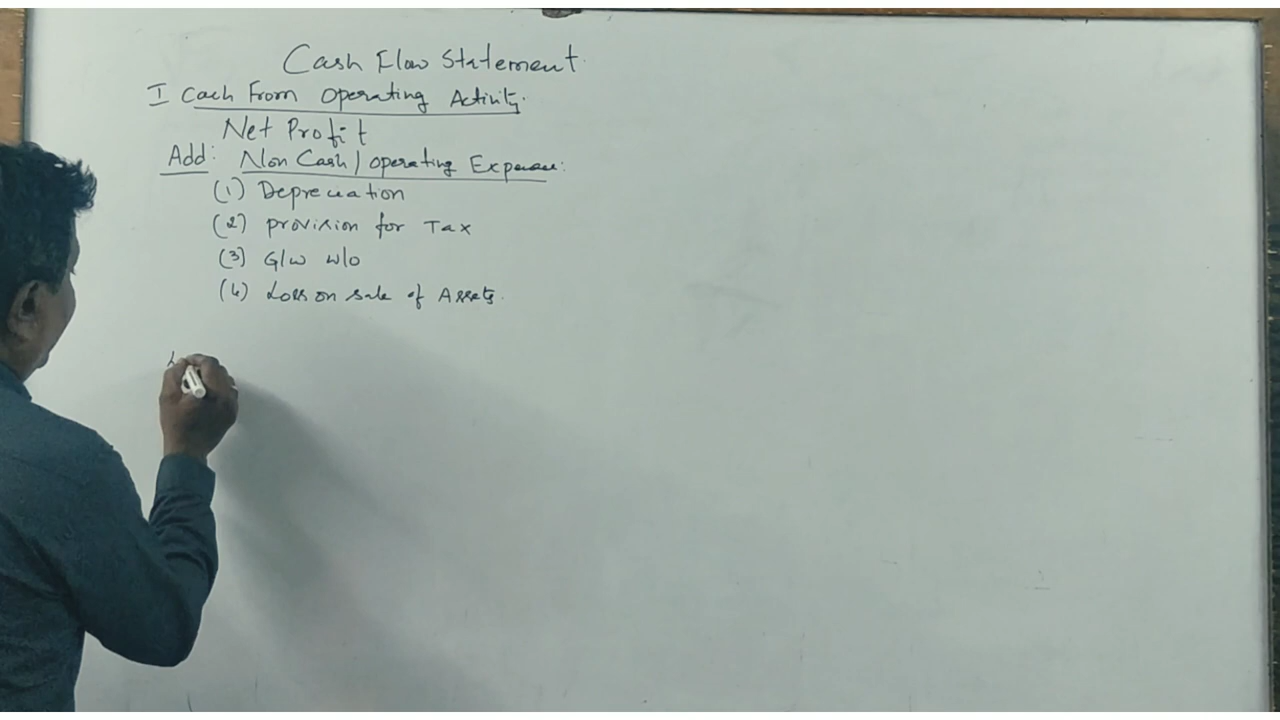 Cash Flow Statement
I Cash From Operating Activity.
Net Profit
Add: Non Cash / operating Expense:
(1) Depreciation
(2) provision for Tax
(3) G/w w/o
(4) Loss on sale of Assets.